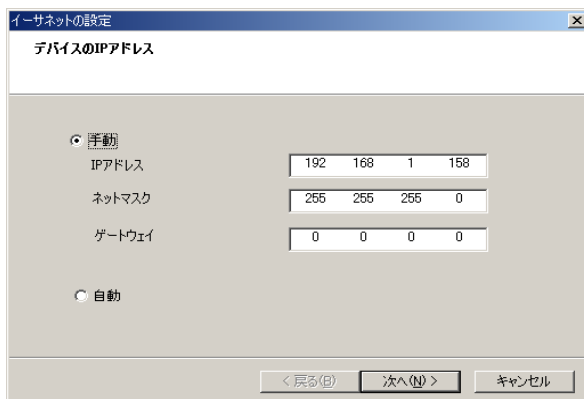 イーサネットの設定
デバイスのIPアドレス
手動
IPアドレス 192 168 1 158
ネットマスク 255 255 255 0
ゲートウェイ 0 0 0 0
自動
< 戻る(B) 次へ(N) > キャンセル